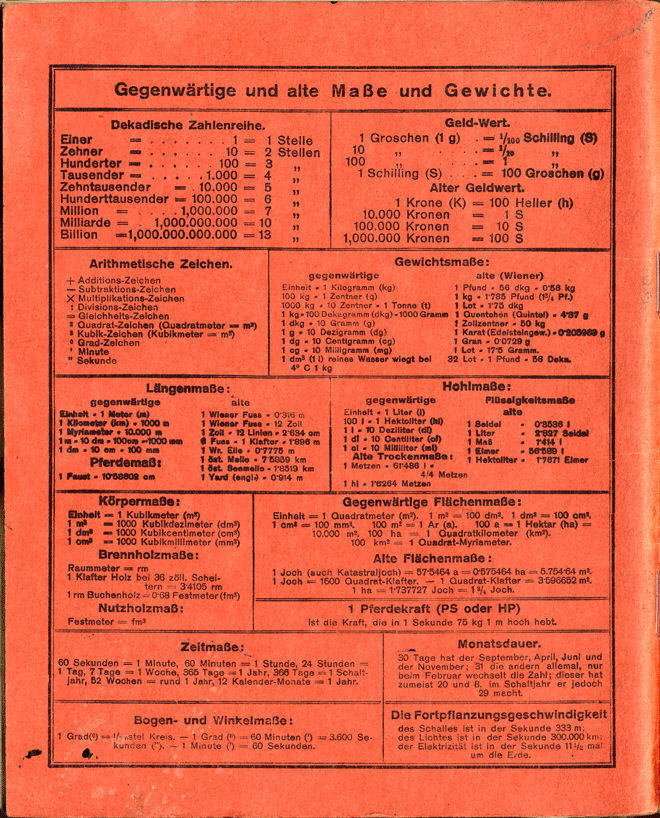 Gegenwärtige und alte Maße und Gewichte.
Dekadische Zahlenreihe.
Einer = . . . . . . . 1 = 1 Stelle
Zehner = . . . . . . 10 = 2 Stellen
Hunderter = . . . . . 100 = 3 „
Tausender = . . . . 1.000 = 4 „
Zehntausender = 10.000 = 5 „
Hunderttausender = 100.000 = 6 „
Million = . . . 1,000.000 = 7 „
Milliarde = . 1,000.000.000 = 10 „
Billion =1,000.000,000.000 = 13 „
Geld-Wert.
1 Groschen (1 g) . = 1/100 Schilling (S)
10 „ . . . . = 1/10 „
100 „ . . . . = 1 „
1 Schilling (S) . . . = 100 Groschen (g)
Alter Geldwert.
1 Krone (K) = 100 Heller (h)
10.000 Kronen = 1 S
100.000 Kronen = 10 S
1,000.000 Kronen = 100 S
Arithmetische Zeichen.
+ Additions-Zeichen
— Subtraktions-Zeichen
× Multiplikations-Zeichen
: Divisions-Zeichen
= Gleichheits-Zeichen
² Quadrat-Zeichen (Quadratmeter = m²)
³ Kubik-Zeichen (Kubikmeter = m³)
⁰ Grad-Zeichen
' Minute
" Sekunde
Gewichtsmaße:
gegenwärtige
Einheit = 1 Kilogramm (kg)
100 kg = 1 Zentner (q)
1000 kg = 10 Zentner = 1 Tonne (t)
1 kg=100 Dekagramm (dkg)=1000 Gramm
1 dkg = 10 Gramm (g)
1 g = 10 Dezigramm (dg)
1 dg = 10 Centigramm (cg)
1 cg = 10 Milligramm (mg)
1 dm³ (1 l) reines Wasser wiegt bei
4° C 1 kg
alte (Wiener)
1 Pfund = 56 dkg = 0·56 kg
1 kg = 1·785 Pfund (1³/₄ Pf.)
1 Lot = 1·75 dkg
1 Quentchen (Quintel) = 4·37 g
1 Zollzentner = 50 kg
1 Karat (Edelsteingew.) = 0·205969 g
1 Gran = 0·0729 g
1 Lot = 17·5 Gramm.
32 Lot = 1 Pfund = 56 Deka.
Längenmaße:
gegenwärtige
Einheit = 1 Meter (m)
1 Kilometer (km) = 1000 m
1 Myriameter = 10.000 m
1 m = 10 dm = 100cm =1000 mm
1 dm = 10 cm = 100 mm
Pferdemaß:
1 Faust = 10·53602 cm
alte
1 Wiener Fuss = 0·316 m
1 Wiener Fuss = 12 Zoll
1 Zoll = 12 Linien = 2·634 cm
6 Fuss = 1 Klafter = 1·896 m
1 Wr. Elle = 0·7775 m
1 öst. Meile = 7·5859 km
1 öst. Seemeile = 1·8519 km
1 Yard (engl.) = 0·914 m
Hohlmaße:
gegenwärtige
Einheit = 1 Liter (l)
100 l = 1 Hektoliter (hl)
1 l = 10 Deziliter (dl)
1 dl = 10 Centiliter (cl)
1 cl = 10 Milliliter (ml)
Alte Trockenmaße:
1 Metzen = 61·486 l =
4/4 Metzen
1 hl = 1·6264 Metzen
Flüssigkeitsmaße
alte
1 Seidel = 0·3536 l
1 Liter = 2·827 Seidel
1 Maß = 1·414 l
1 Eimer = 56·589 l
1 Hektoliter = 1·7671 Eimer
Körpermaße:
Einheit = 1 Kubikmeter (m³)
1 m³ = 1000 Kubikdezimeter (dm³)
1 dm³ = 1000 Kubikcentimeter (cm³)
1 cm³ = 1000 Kubikmillimeter (mm³)
Brennholzmaße:
Raummeter = rm
1 Klafter Holz bei 36 zöll. Schei-
tern = 3·4105 rm
1 rm Buchenholz = 0·68 Festmeter (fm³)
Nutzholzmaß:
Festmeter = fm³
Gegenwärtige Flächenmaße:
Einheit = 1 Quadratmeter (m²). 1 m² = 100 dm². 1 dm² = 100 cm².
1 cm² = 100 mm². 100 m² = 1 Ar (a). 100 a = 1 Hektar (ha) =
10.000 m². 100 ha = 1 Quadratkilometer (km²).
100 km² = 1 Quadrat-Myriameter.
Alte Flächenmaße:
1 Joch (auch Katastraljoch) = 57·5464 a = 0·575464 ha = 5.754·64 m².
1 Joch = 1600 Quadrat-Klafter. — 1 Quadrat-Klafter = 3·596652 m².
1 ha = 1·737727 Joch = 1³/₄ Joch.
1 Pferdekraft (PS oder HP)
ist die Kraft, die in 1 Sekunde 75 kg 1 m hoch hebt.
Zeitmaße:
60 Sekunden = 1 Minute, 60 Minuten = 1 Stunde, 24 Stunden =
1 Tag, 7 Tage = 1 Woche, 365 Tage = 1 Jahr, 366 Tage = 1 Schalt-
jahr, 52 Wochen = rund 1 Jahr, 12 Kalender-Monate = 1 Jahr.
Monatsdauer.
30 Tage hat der September, April, Juni und
der November; 31 die andern allemal, nur
beim Februar wechselt die Zahl; dieser hat
zumeist 20 und 8, im Schaltjahr er jedoch
29 macht.
Bogen- und Winkelmaße:
1 Grad(⁰) = stel Kreis. — 1 Grad (⁰) = 60 Minuten (') = 3.600 Se-
kunden ("). — 1 Minute (') = 60 Sekunden.
Die Fortpflanzungsgeschwindigkeit
des Schalles ist in der Sekunde 333 m;
des Lichtes ist in der Sekunde 300.000 km;
der Elektrizität ist in der Sekunde 11½ mal
um die Erde.